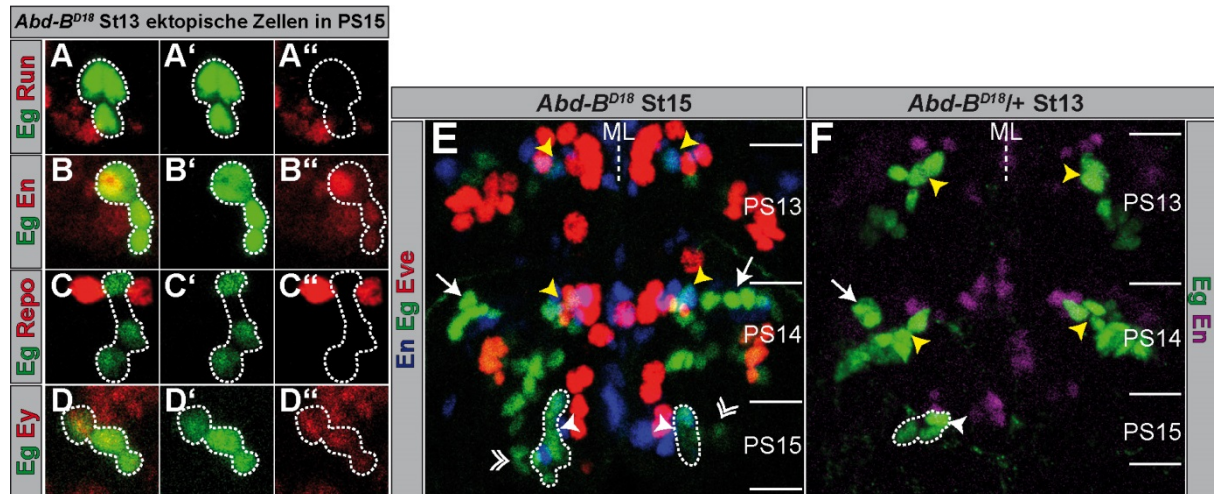 Abd-B^D18 St13 ektopische Zellen in PS15
Eg Run
A
A'
A"
Eg En
B
B'
B"
Eg Repo
C
C'
C"
Eg Ey
D
D'
D"
Abd-B^D18 St15
En Eg Eve
E
ML
PS13
PS14
PS15
Abd-B^D18/+ St13
F
ML
PS13
PS14
PS15
Eg En